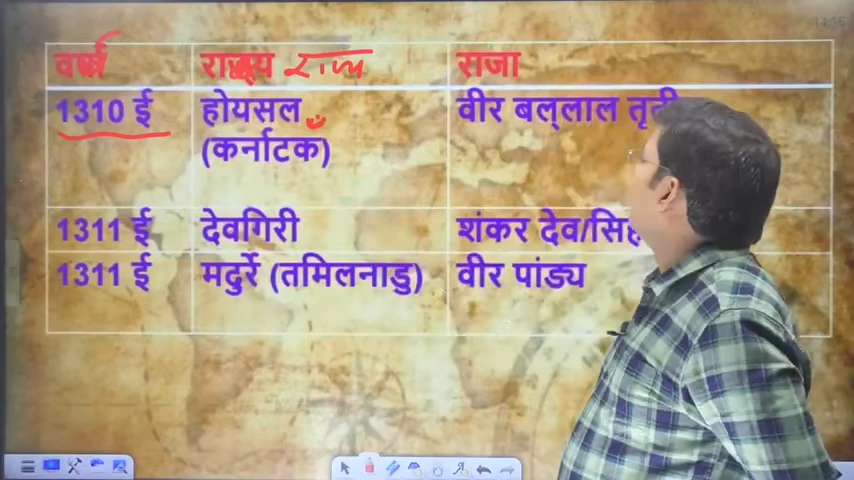 वर्ष राज्य राज्य राजा
1310 ई होयसल वीर बल्लाल
(कर्नाटक)
1311 ई देवगिरी शंकर देव/सिंह
1311 ई मदुर्रे (तमिलनाडु) वीर पांड्य